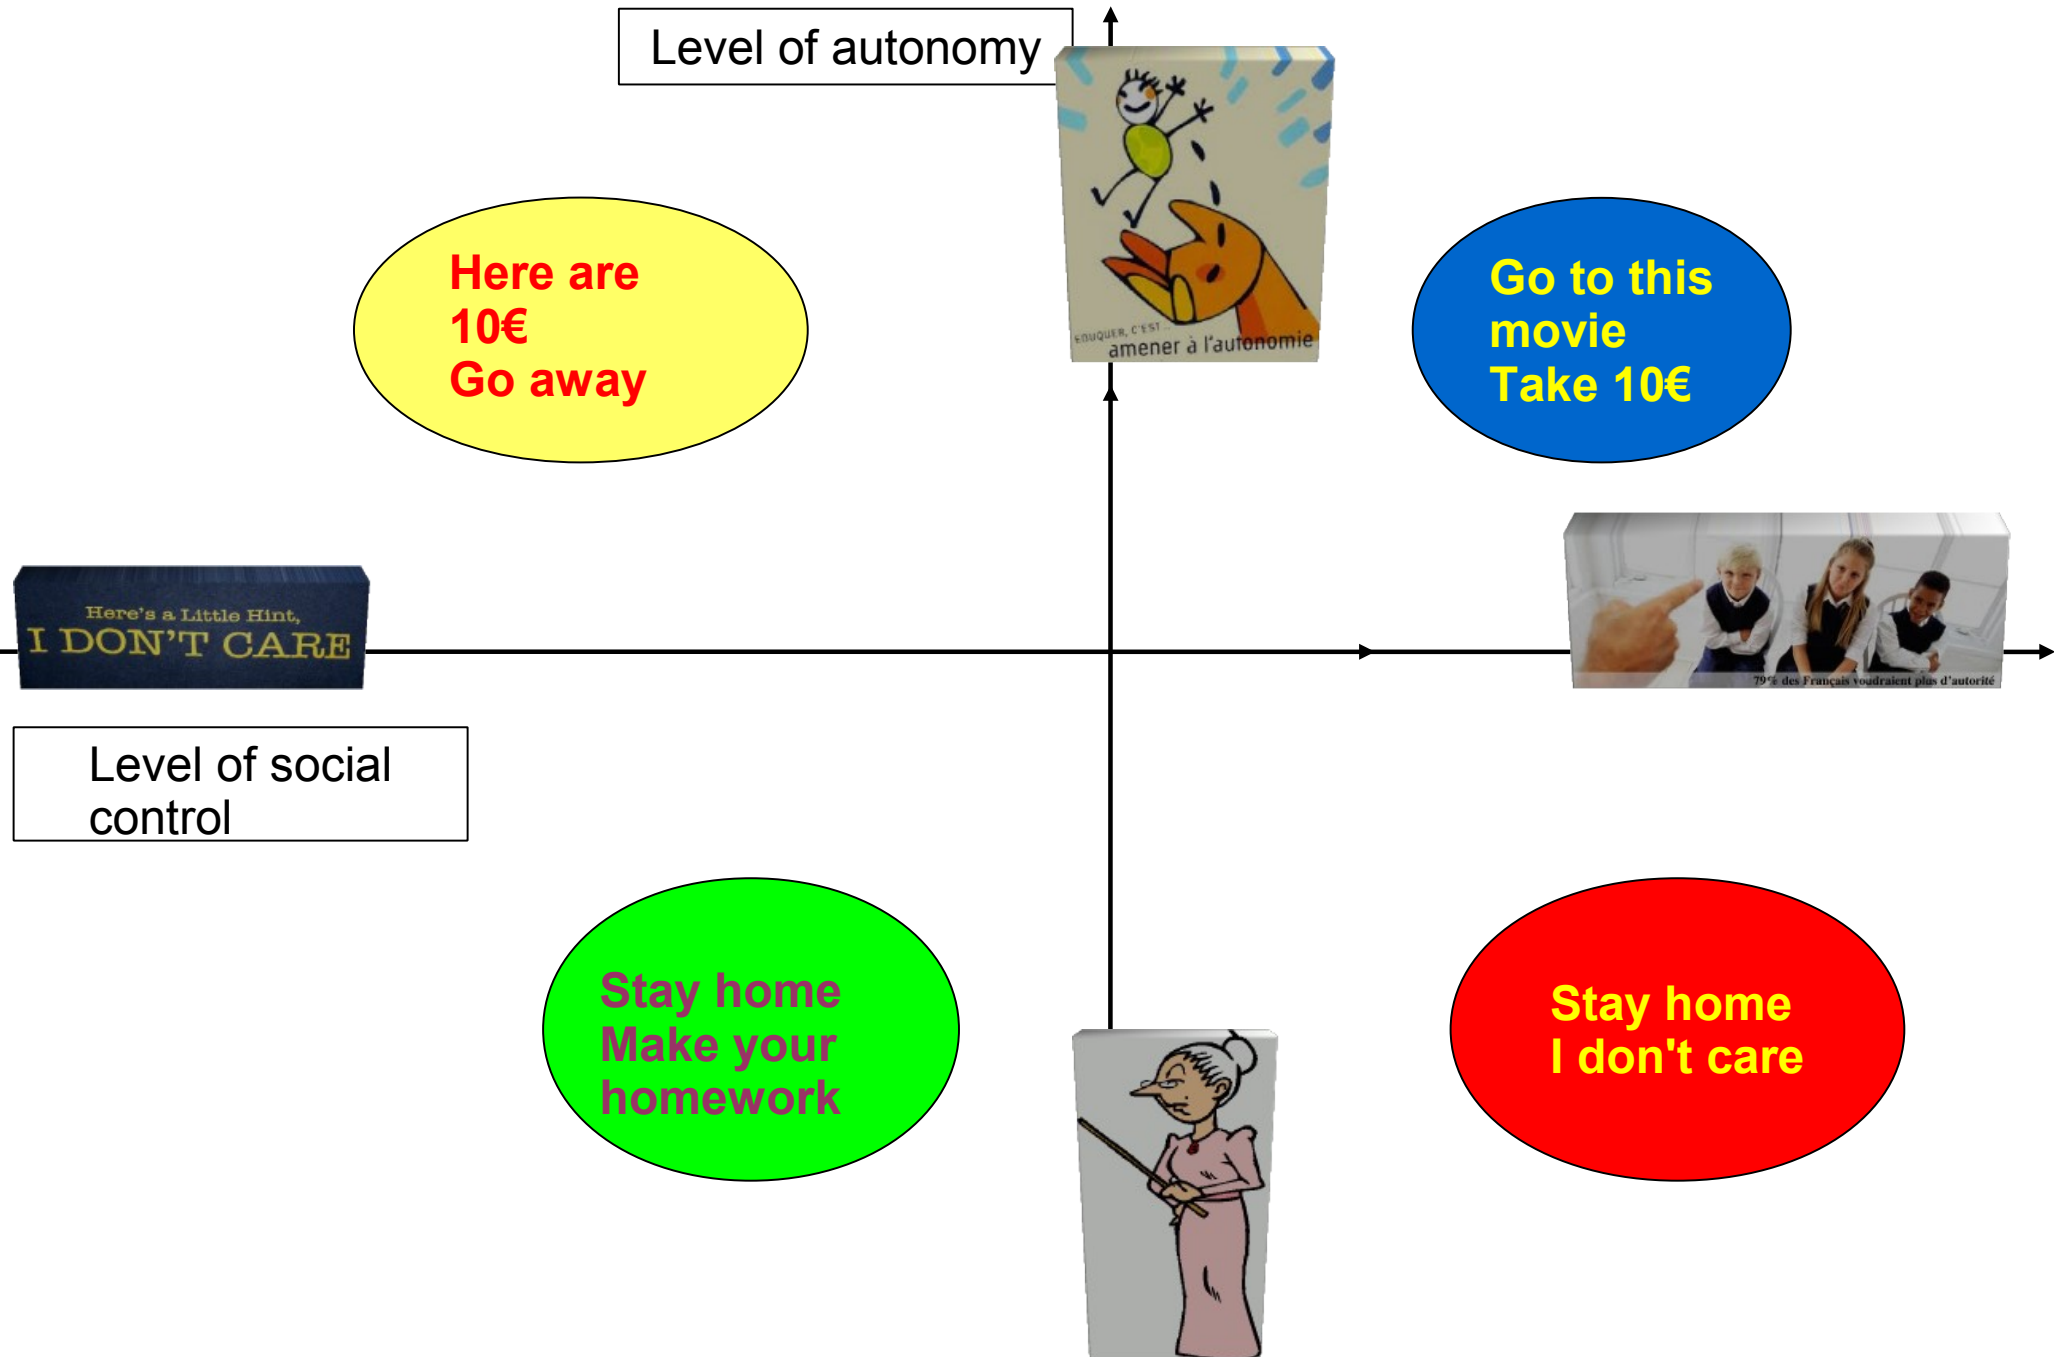 Level of autonomy
EDUQUER, C'EST...
amener à l'autonomie
Here are
10€
Go away
Go to this
movie
Take 10€
Here's a Little Hint,
I DON'T CARE
79% des Français voudraient plus d'autorité
Level of social
control
Stay home
Make your
homework
Stay home
I don't care